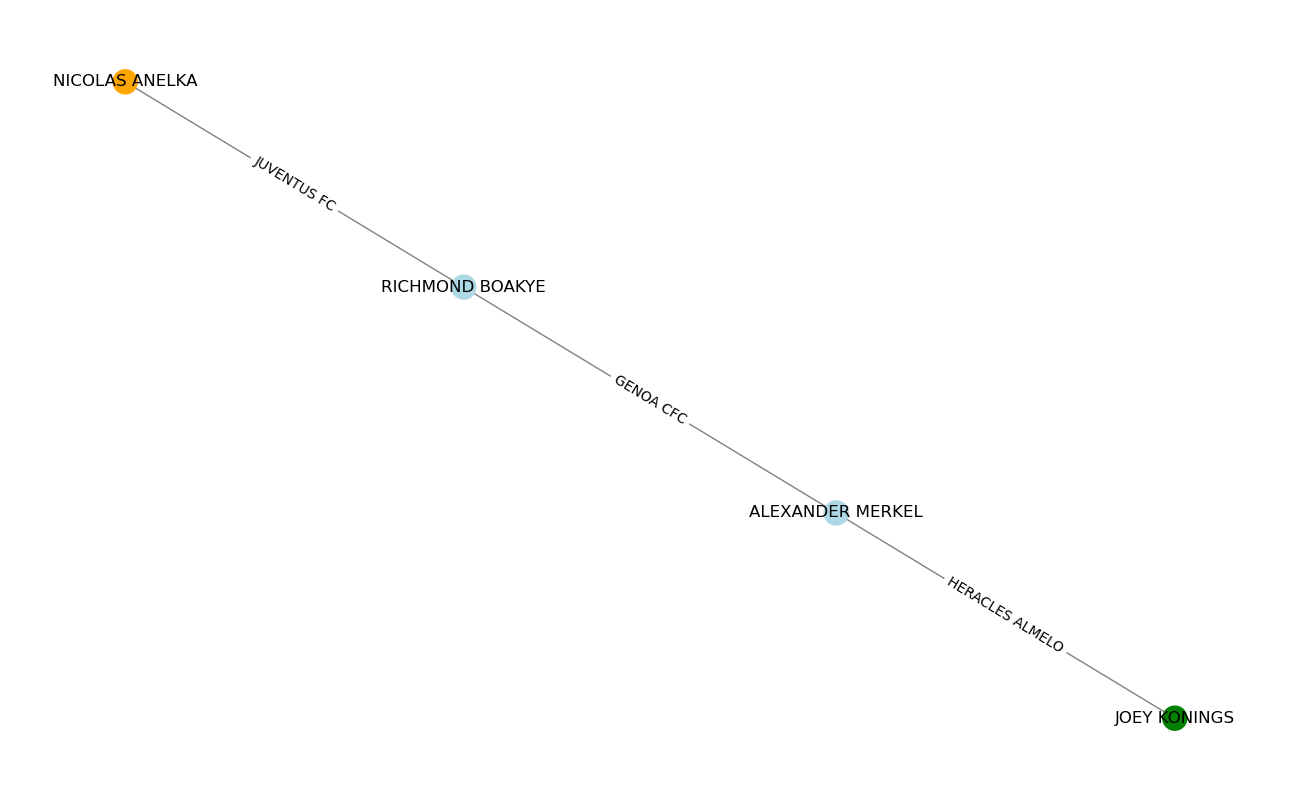 NICOLAS ANELKA
JUVENTUS FC
RICHMOND BOAKYE
GENOA CFC
ALEXANDER MERKEL
HERACLES ALMELO
JOEY KONINGS